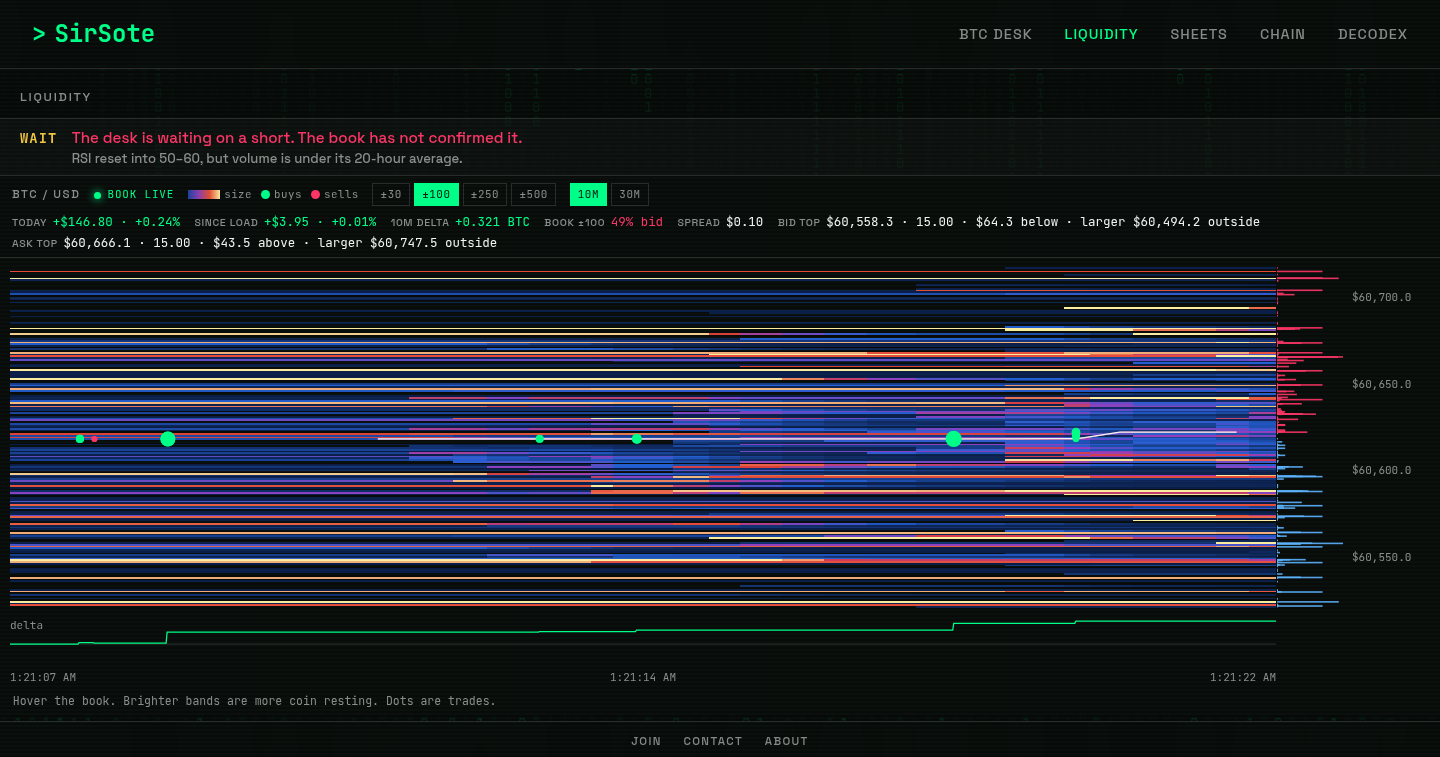 > SirSote
BTC DESK LIQUIDITY SHEETS CHAIN DECODEX
LIQUIDITY
WAIT The desk is waiting on a short. The book has not confirmed it.
RSI reset into 50–60, but volume is under its 20-hour average.
BTC / USD BOOK LIVE size buys sells ±30 ±100 ±250 ±500 10M 30M
TODAY +$146.80 · +0.24% SINCE LOAD +$3.95 · +0.01% 10M DELTA +0.321 BTC BOOK ±100 49% bid SPREAD $0.10 BID TOP $60,558.3 · 15.00 · $64.3 below · larger $60,494.2 outside
ASK TOP $60,666.1 · 15.00 · $43.5 above · larger $60,747.5 outside
$60,700.0
$60,650.0
$60,600.0
$60,550.0
delta
1:21:07 AM 1:21:14 AM 1:21:22 AM
Hover the book. Brighter bands are more coin resting. Dots are trades.
JOIN CONTACT ABOUT